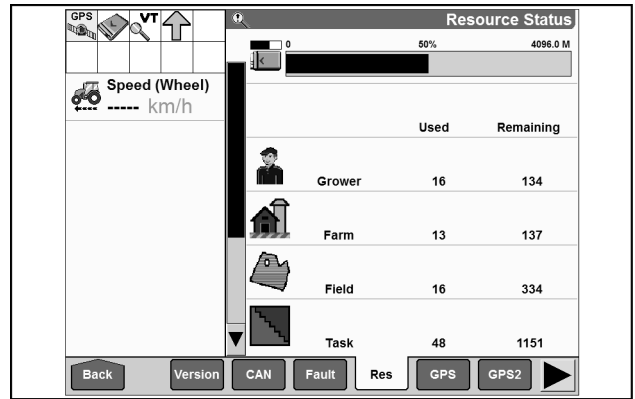 GPS VT Resource Status
0 50% 4096.0 M
Speed (Wheel)
----- km/h
Used Remaining
Grower 16 134
Farm 13 137
Field 16 334
Task 48 1151
Back Version CAN Fault Res GPS GPS2